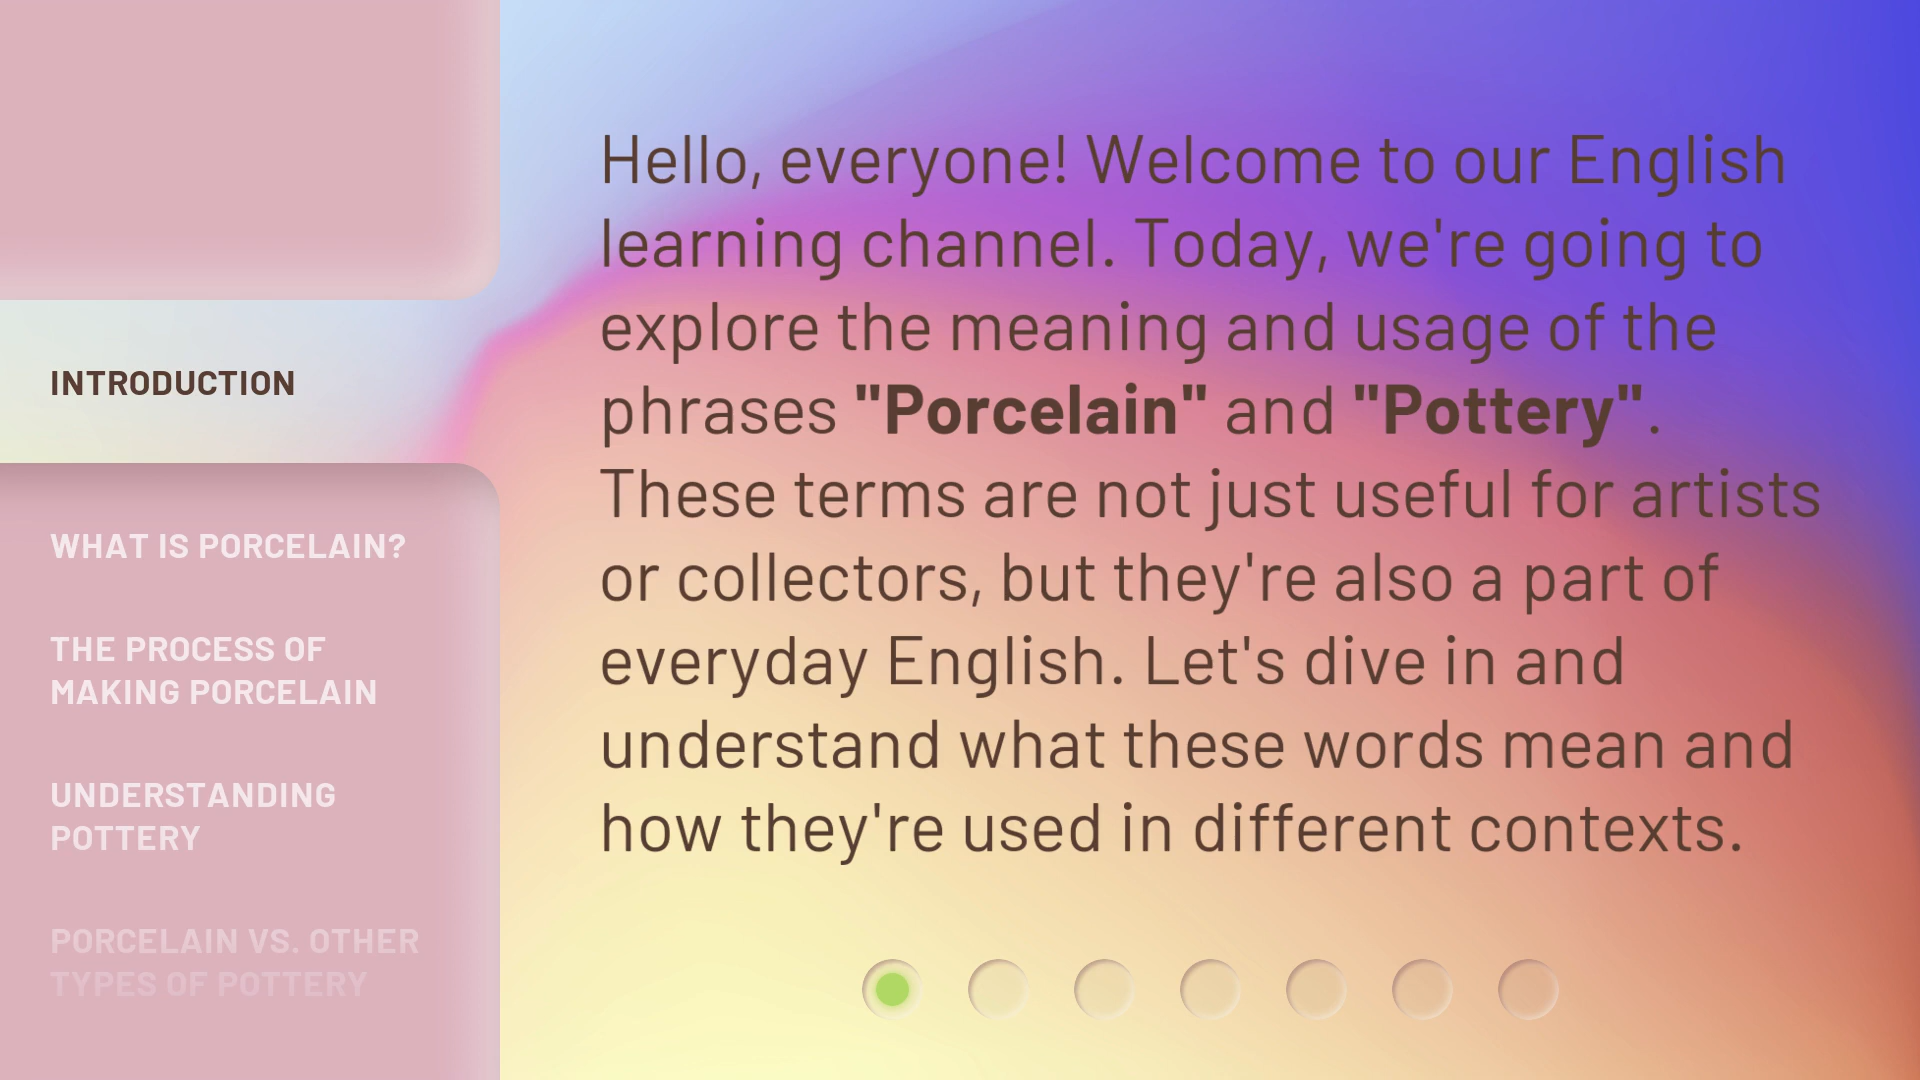 INTRODUCTION
WHAT IS PORCELAIN?
THE PROCESS OF
MAKING PORCELAIN
UNDERSTANDING
POTTERY
PORCELAIN VS. OTHER
TYPES OF POTTERY
Hello, everyone! Welcome to our English
learning channel. Today, we're going to
explore the meaning and usage of the
phrases "Porcelain" and "Pottery".
These terms are not just useful for artists
or collectors, but they're also a part of
everyday English. Let's dive in and
understand what these words mean and
how they're used in different contexts.